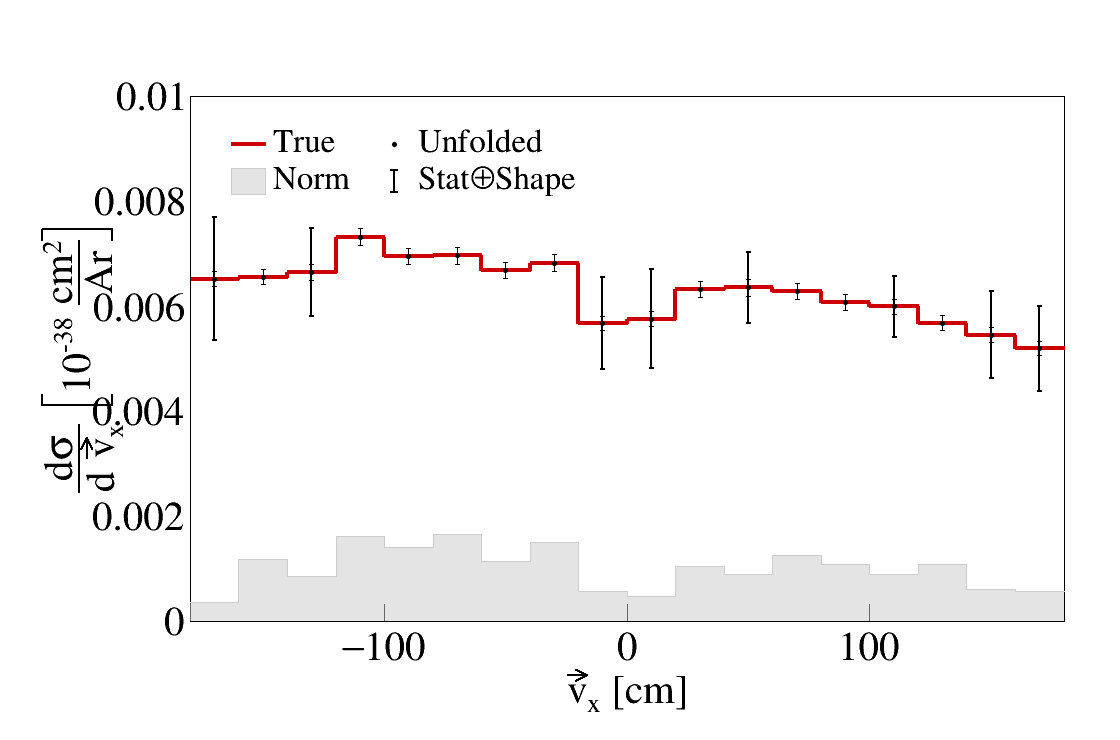 0.01
True
Unfolded
Norm
Stat⊕Shape
0.008
0.006
0.004
0.002
0
−100
0
100
v⃗x [cm]
dσ/d v⃗x [10-38 cm2/Ar]